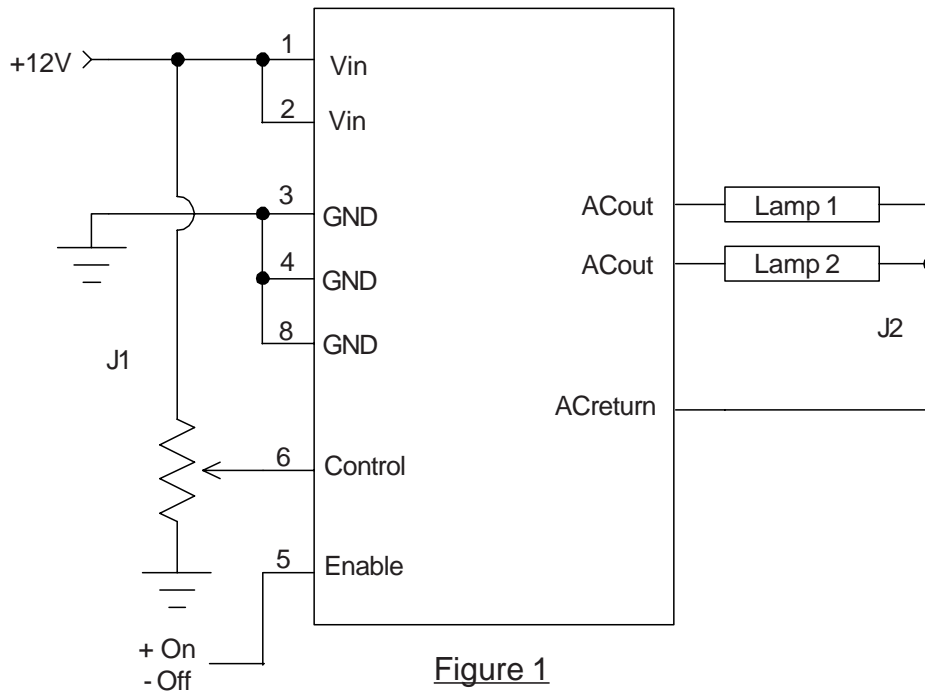 +12V
1
Vin
2
Vin
3
GND
4
GND
8
GND
J1
6
Control
5
Enable
+ On
- Off
ACout
Lamp 1
ACout
Lamp 2
J2
ACreturn
Figure 1